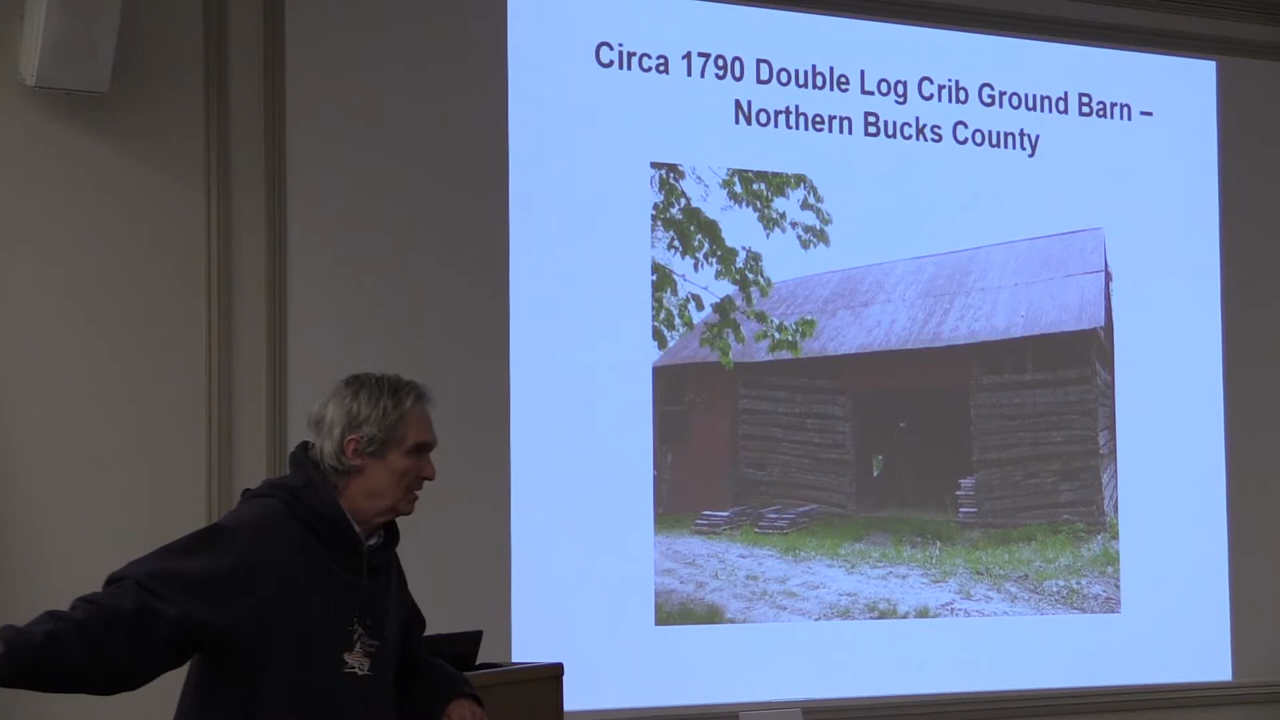 Circa 1790 Double Log Crib Ground Barn –
Northern Bucks County